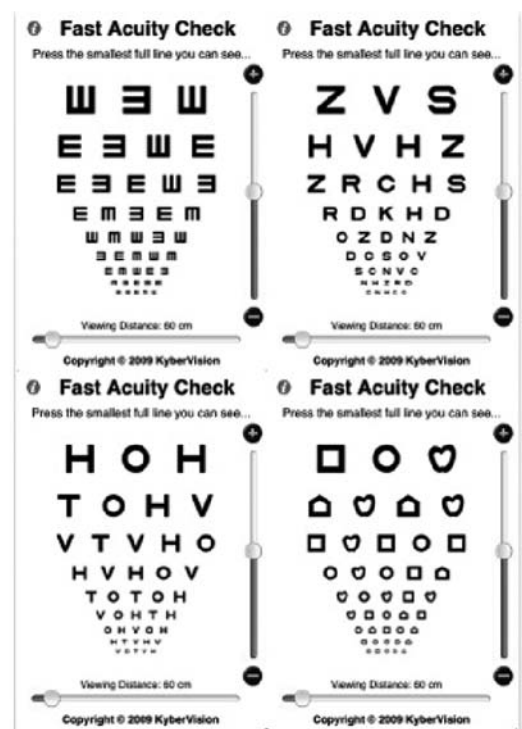 Fast Acuity Check
Press the smallest full line you can see...
Ш Ǝ Ш
E Ǝ Ш E
E Ǝ E Ш Ǝ
E m Ǝ E m
Viewing Distance: 60 cm
Copyright © 2009 KyberVision
Fast Acuity Check
Press the smallest full line you can see...
Z V S
H V H Z
Z R C H S
R D K H D
O Z D N Z
D C S O V
S C N V C
Viewing Distance: 60 cm
Copyright © 2009 KyberVision
Fast Acuity Check
Press the smallest full line you can see...
H O H
T O H V
V T V H O
H V H O V
T O T O H
V O H T H
O H V O H
H T V H V
V O T V H
Viewing Distance: 60 cm
Copyright © 2009 KyberVision
Fast Acuity Check
Press the smallest full line you can see...
Viewing Distance: 60 cm
Copyright © 2009 KyberVision